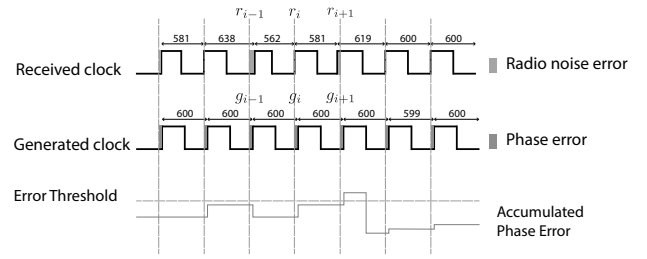 r_{i-1} r_i r_{i+1}
581 638 562 581 619 600 600
Received clock
Radio noise error
g_{i-1} g_i g_{i+1}
600 600 600 600 600 599 600
Generated clock
Phase error
Error Threshold
Accumulated
Phase Error